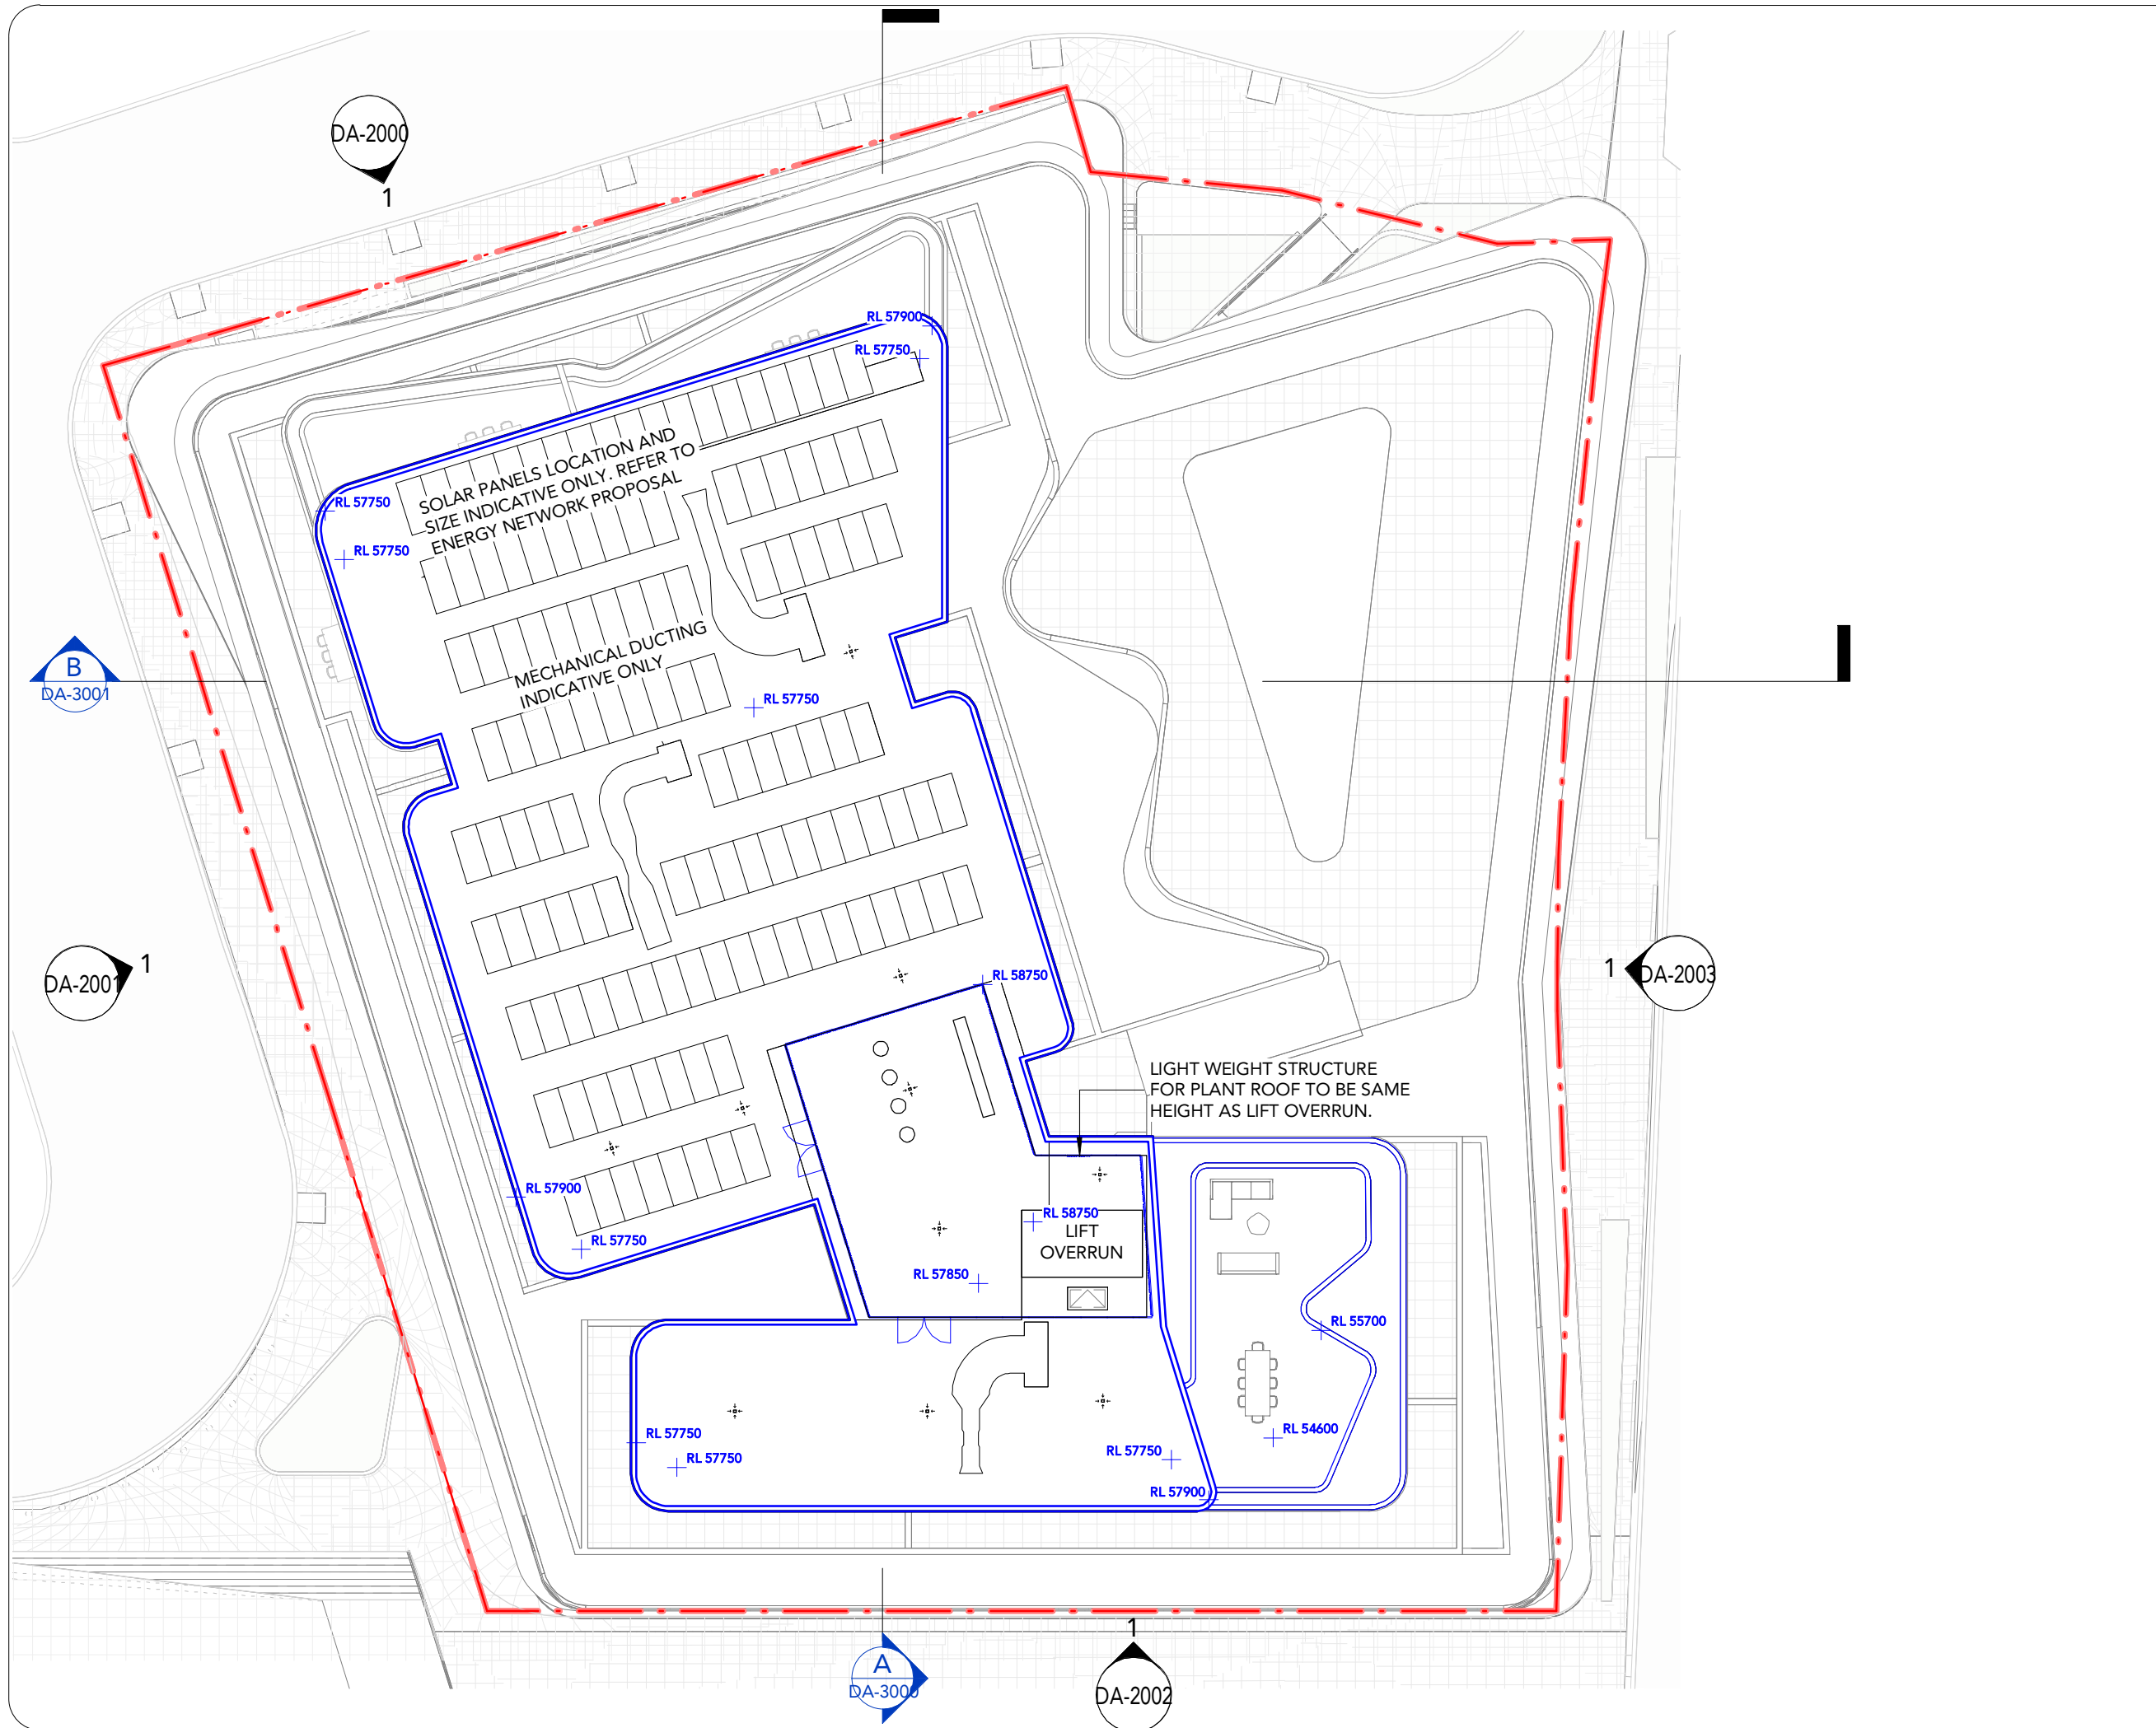 DA-2000
1
RL 57900
RL 57750
SOLAR PANELS LOCATION AND
SIZE INDICATIVE ONLY. REFER TO
ENERGY NETWORK PROPOSAL
RL 57750
RL 57750
MECHANICAL DUCTING
INDICATIVE ONLY
B
DA-3001
RL 57750
DA-2001
1
RL 58750
1
DA-2003
LIGHT WEIGHT STRUCTURE
FOR PLANT ROOF TO BE SAME
HEIGHT AS LIFT OVERRUN.
RL 57900
RL 58750
LIFT
OVERRUN
RL 57750
RL 57850
RL 55700
RL 57750
RL 54600
RL 57750
RL 57750
RL 57900
1
A
DA-3000
DA-2002